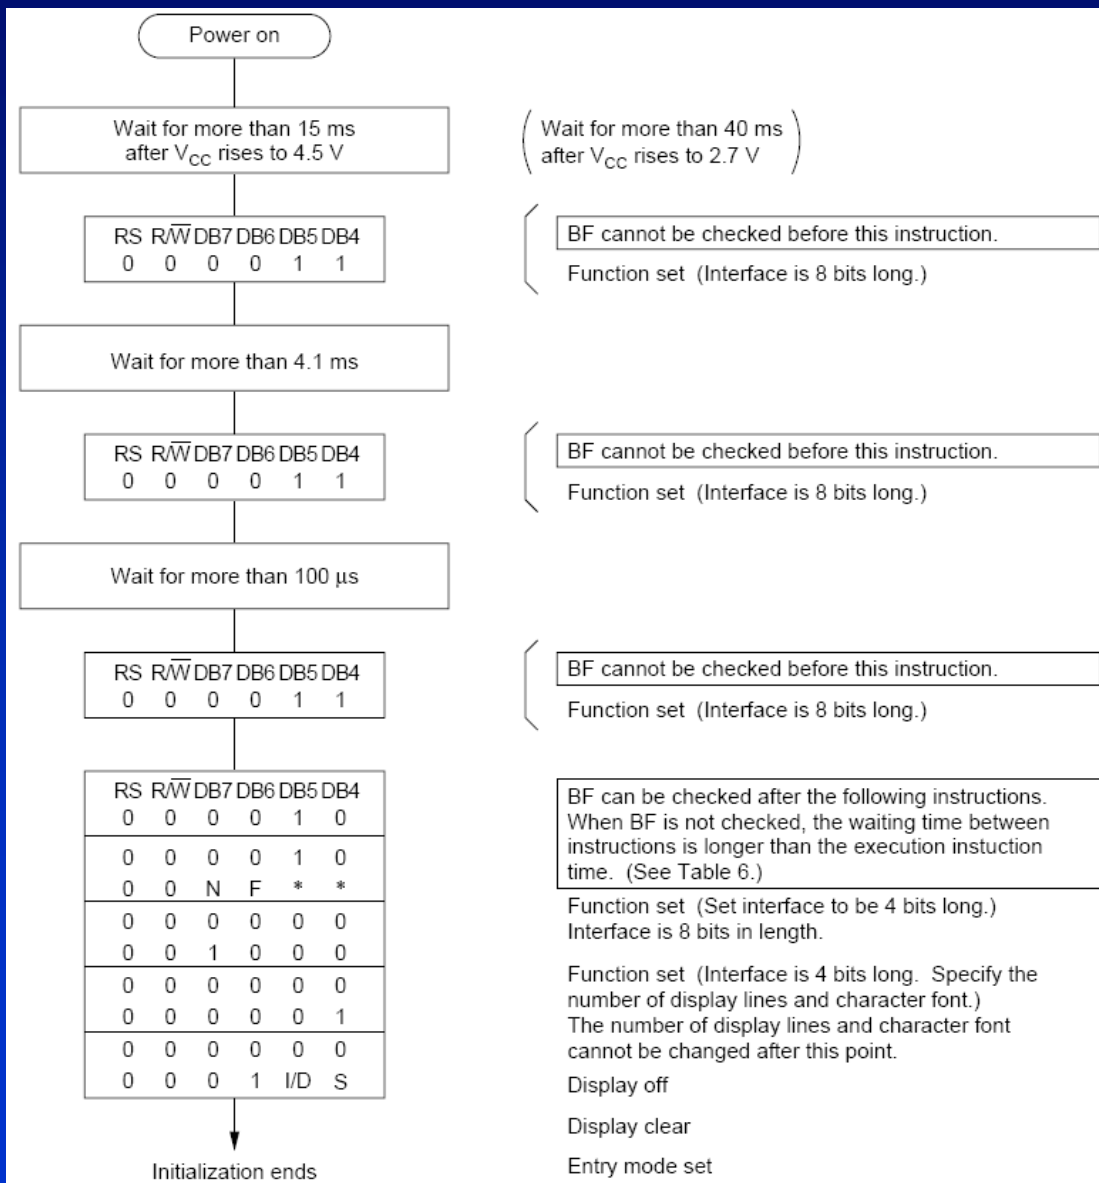 Power on
Wait for more than 15 ms
after VCC rises to 4.5 V
Wait for more than 40 ms
after VCC rises to 2.7 V
RS R/W̅ DB7 DB6 DB5 DB4
0 0 0 0 1 1
BF cannot be checked before this instruction.
Function set (Interface is 8 bits long.)
Wait for more than 4.1 ms
RS R/W̅ DB7 DB6 DB5 DB4
0 0 0 0 1 1
BF cannot be checked before this instruction.
Function set (Interface is 8 bits long.)
Wait for more than 100 µs
RS R/W̅ DB7 DB6 DB5 DB4
0 0 0 0 1 1
BF cannot be checked before this instruction.
Function set (Interface is 8 bits long.)
RS R/W̅ DB7 DB6 DB5 DB4
0 0 0 0 1 0
0 0 0 0 1 0
0 0 N F * *
0 0 0 0 0 0
0 0 1 0 0 0
0 0 0 0 0 0
0 0 0 0 0 1
0 0 0 0 0 0
0 0 0 1 I/D S
Initialization ends
BF can be checked after the following instructions.
When BF is not checked, the waiting time between
instructions is longer than the execution instuction
time. (See Table 6.)
Function set (Set interface to be 4 bits long.)
Interface is 8 bits in length.
Function set (Interface is 4 bits long. Specify the
number of display lines and character font.)
The number of display lines and character font
cannot be changed after this point.
Display off
Display clear
Entry mode set